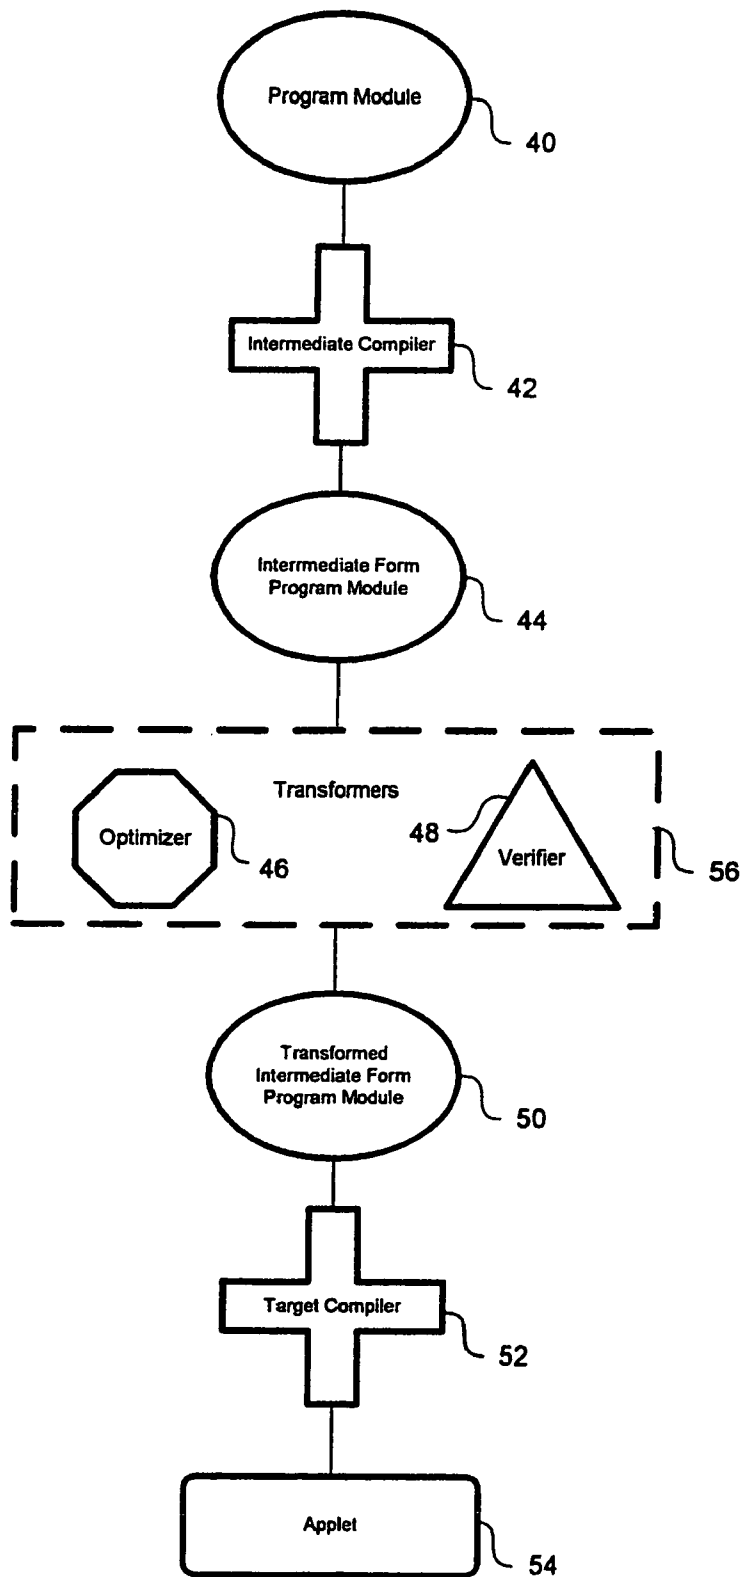 Program Module
40
Intermediate Compiler
42
Interrmediate Form
Program Module
44
Transformers
Optimizer
46
48
Verifier
56
Transformed
Intermediate Form
Program Module
50
Target Compiler
52
Applet
54